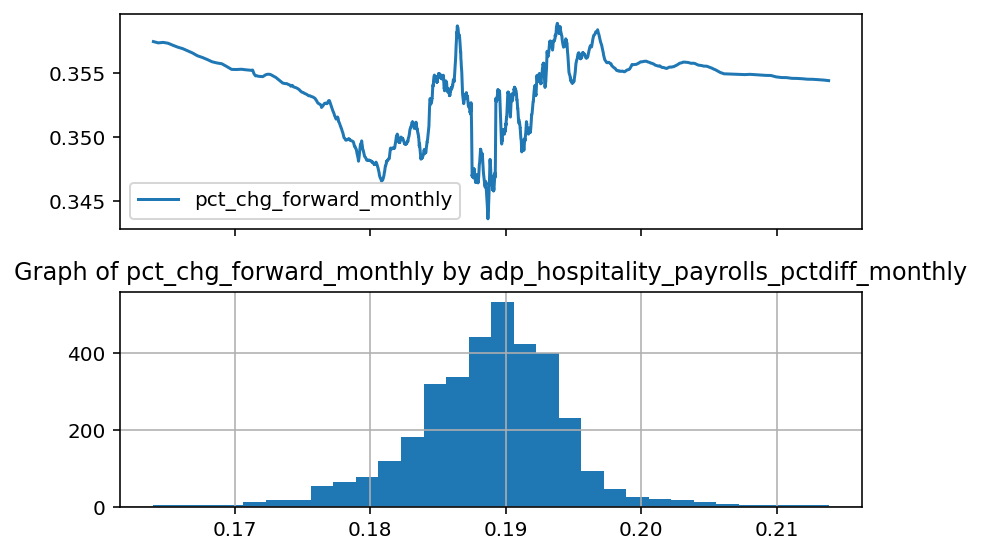 0.355
0.350
0.345
pct_chg_forward_monthly
Graph of pct_chg_forward_monthly by adp_hospitality_payrolls_pctdiff_monthly
400
200
0
0.17 0.18 0.19 0.20 0.21